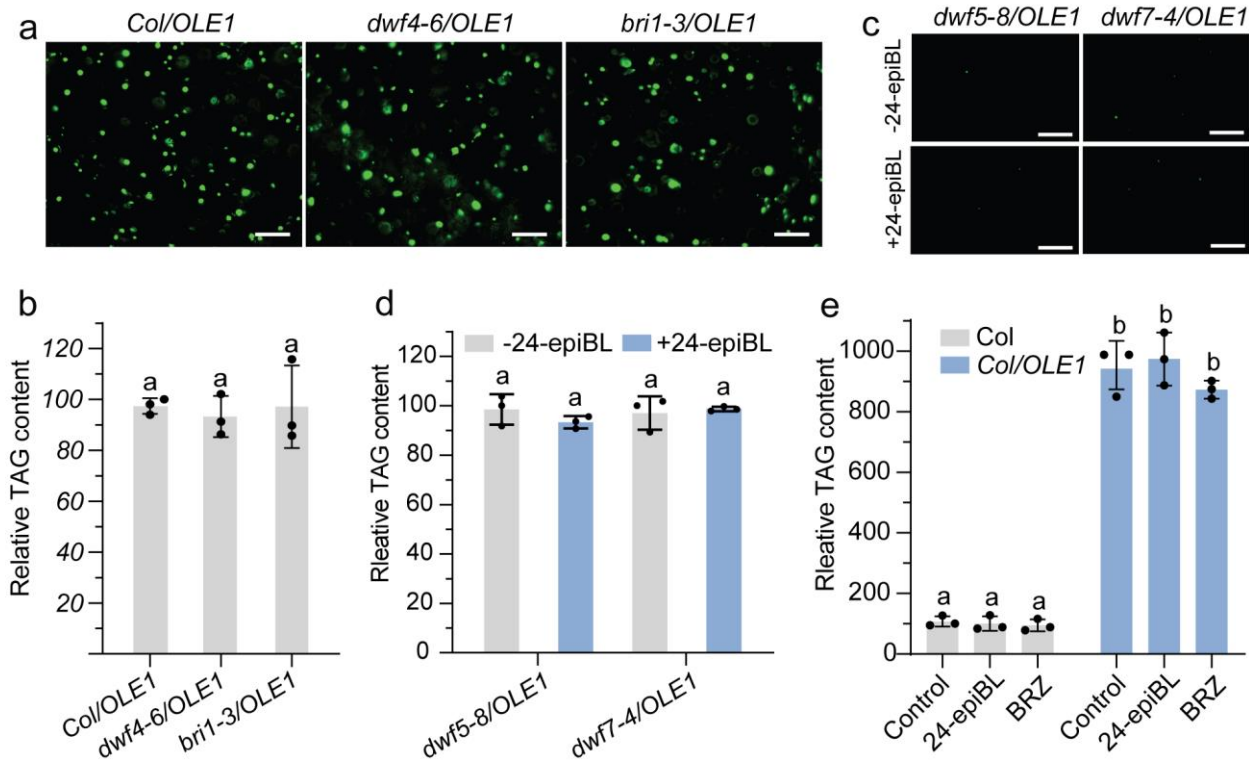 a
Col/OLE1
dwf4-6/OLE1
bri1-3/OLE1
c
dwf5-8/OLE1
dwf7-4/OLE1
-24-epiBL
+24-epiBL
b
Relative TAG content
120
100
80
60
40
20
a
a
a
Col/OLE1
dwf4-6/OLE1
bri1-3/OLE1
d
-24-epiBL
+24-epiBL
Rleative TAG content
120
100
80
60
40
20
0
a
a
a
a
dwf5-8/OLE1
dwf7-4/OLE1
e
Col
Col/OLE1
Rleative TAG content
1000
800
600
400
200
0
a
a
a
b
b
b
Control
24-epiBL
BRZ
Control
24-epiBL
BRZ